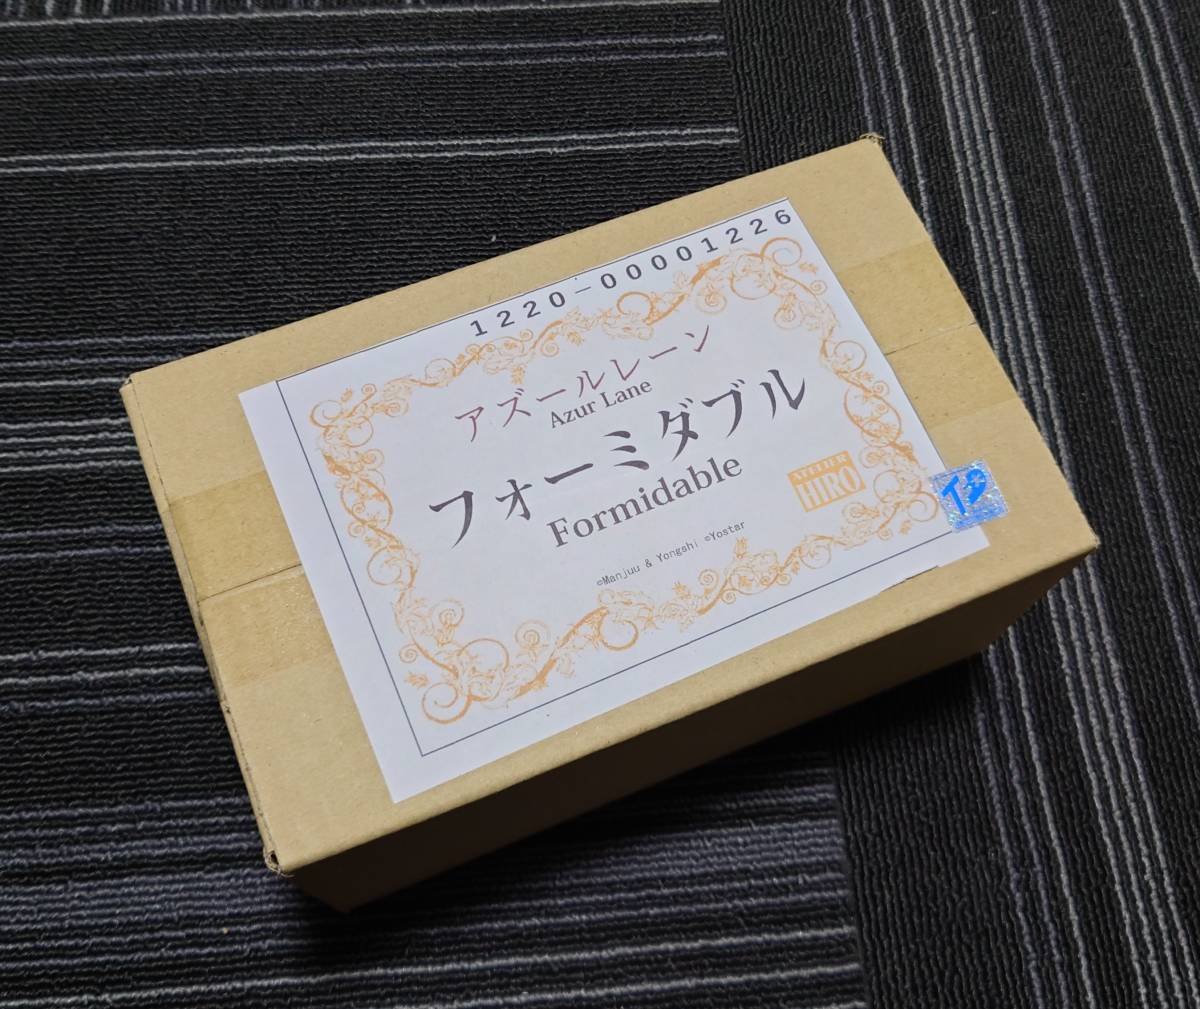 1220-00001226
アズールレーン
Azur Lane
フォーミダブル
Formidable
ATELIER
HIRO
©Manjuu & Yongshi ©Yostar